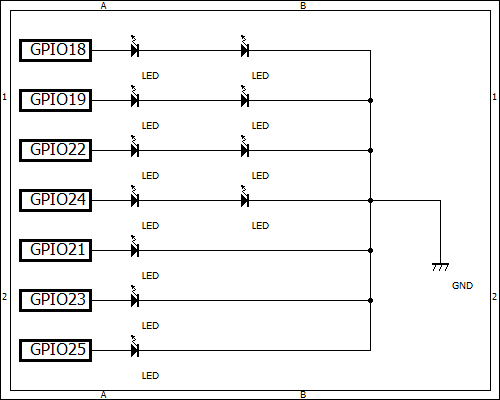 A B
GPIO18
LED LED
1 GPIO19 1
LED LED
GPIO22
LED LED
GPIO24
LED LED
GPIO21
LED
GND
2 GPIO23 2
LED
GPIO25
LED
A B